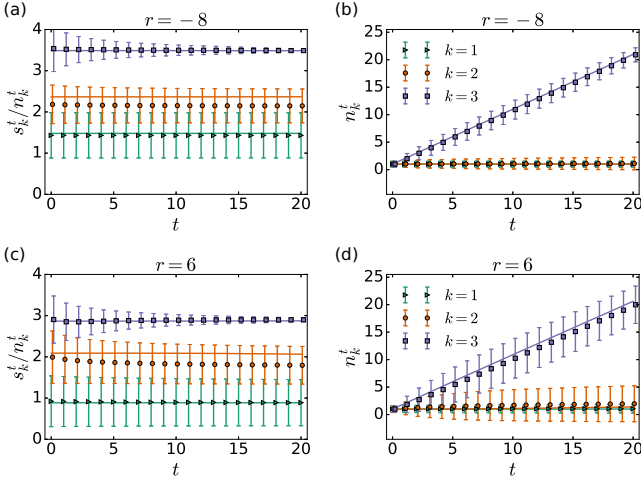 (a)
r = − 8
s_k^t/n_k^t
4
3
2
1
0
0 5 10 15 20
t
(b)
r = − 8
n_k^t
25
20
15
10
5
0
k = 1
k = 2
k = 3
0 5 10 15 20
t
(c)
r = 6
s_k^t/n_k^t
4
3
2
1
0
0 5 10 15 20
t
(d)
r = 6
n_k^t
25
20
15
10
5
0
k = 1
k = 2
k = 3
0 5 10 15 20
t